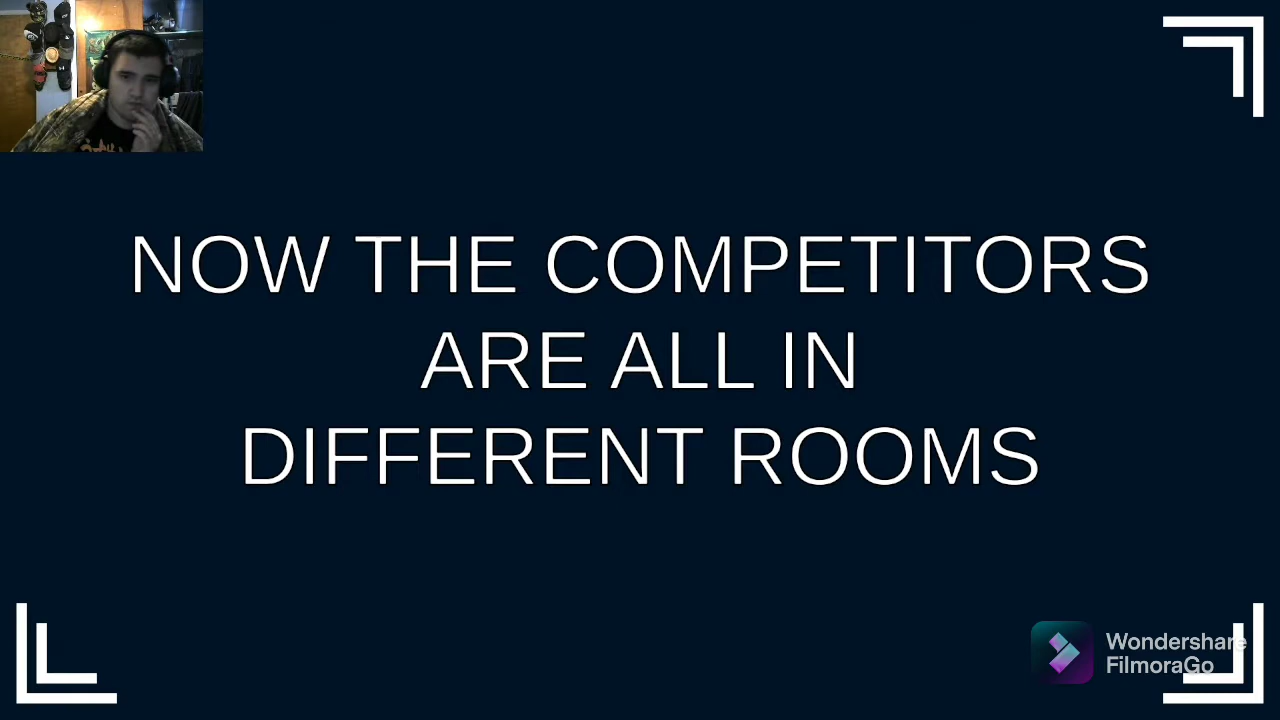 NOW THE COMPETITORS
ARE ALL IN
DIFFERENT ROOMS
Wondershare
FilmoraGo